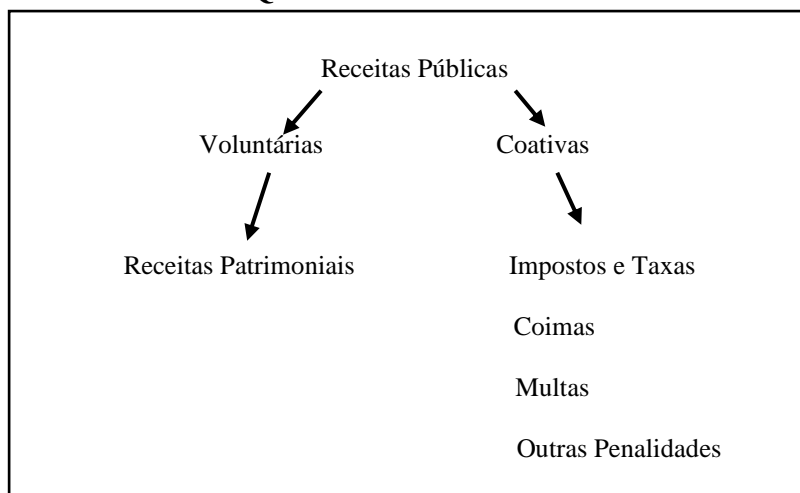 Receitas Públicas
Voluntárias Coativas
Receitas Patrimoniais Impostos e Taxas
Coimas
Multas
Outras Penalidades